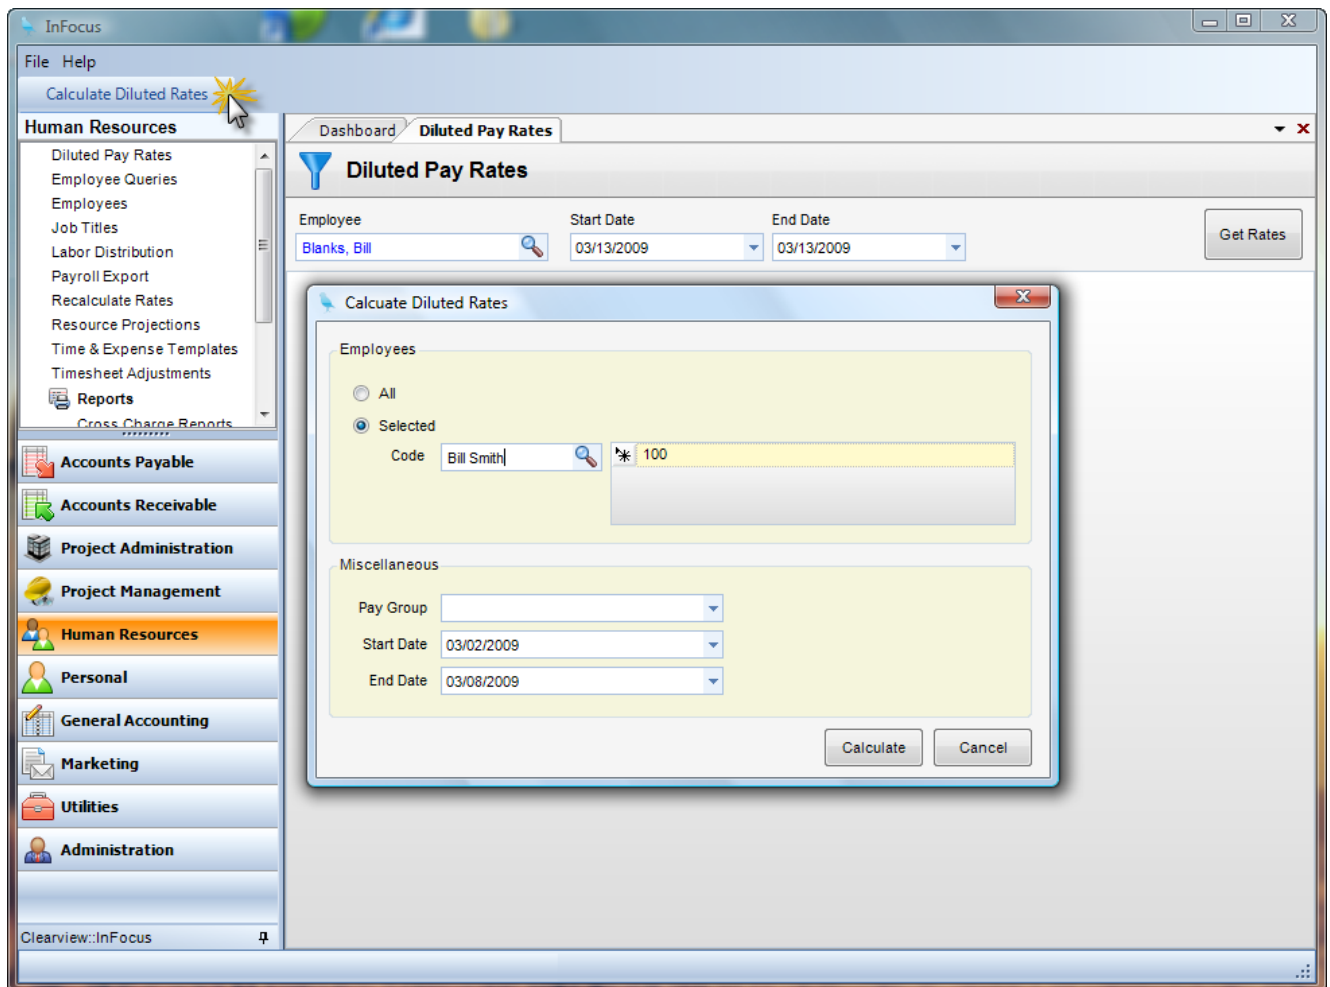 InFocus
File Help
Calculate Diluted Rates
Human Resources
Diluted Pay Rates
Employee Queries
Employees
Job Titles
Labor Distribution
Payroll Export
Recalculate Rates
Resource Projections
Time & Expense Templates
Timesheet Adjustments
Reports
Cross Charge Reports
Accounts Payable
Accounts Receivable
Project Administration
Project Management
Human Resources
Personal
General Accounting
Marketing
Utilities
Administration
Clearview::InFocus
Dashboard Diluted Pay Rates
Diluted Pay Rates
Employee Start Date End Date
Blanks, Bill 03/13/2009 03/13/2009
Get Rates
Calcuate Diluted Rates
Employees
All
Selected
Code Bill Smith 100
Miscellaneous
Pay Group
Start Date 03/02/2009
End Date 03/08/2009
Calculate Cancel